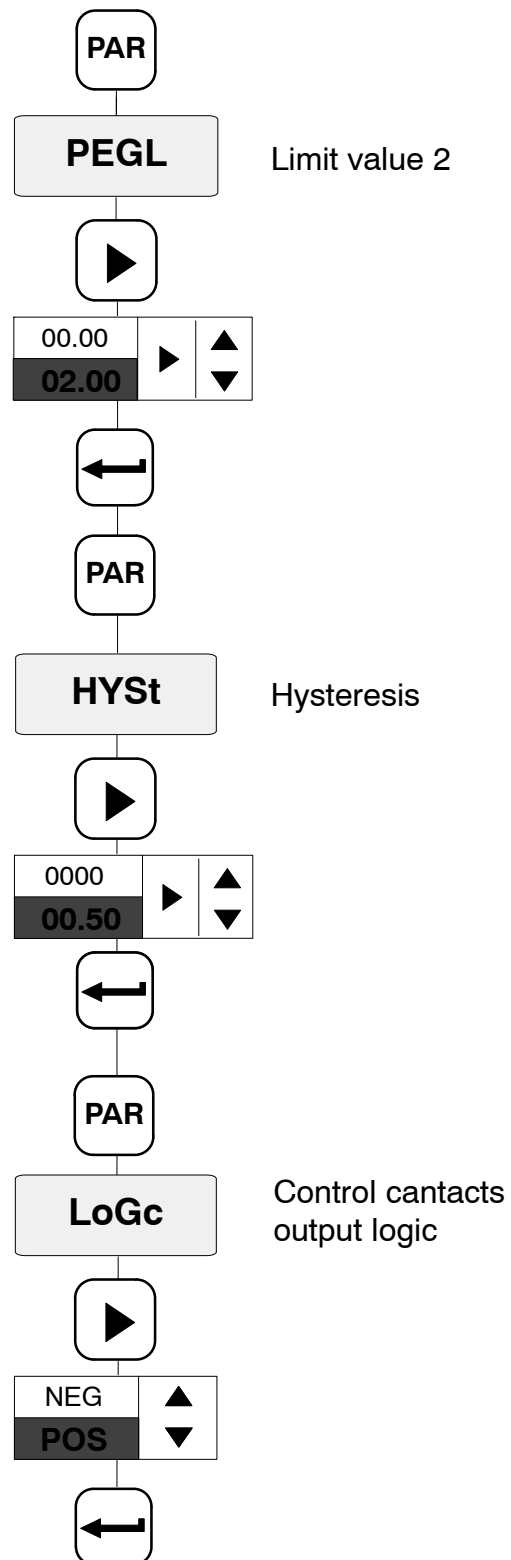 PAR
PEGL
Limit value 2
00.00
02.00
PAR
HYSt
Hysteresis
0000
00.50
PAR
LoGc
Control cantacts
output logic
NEG
POS